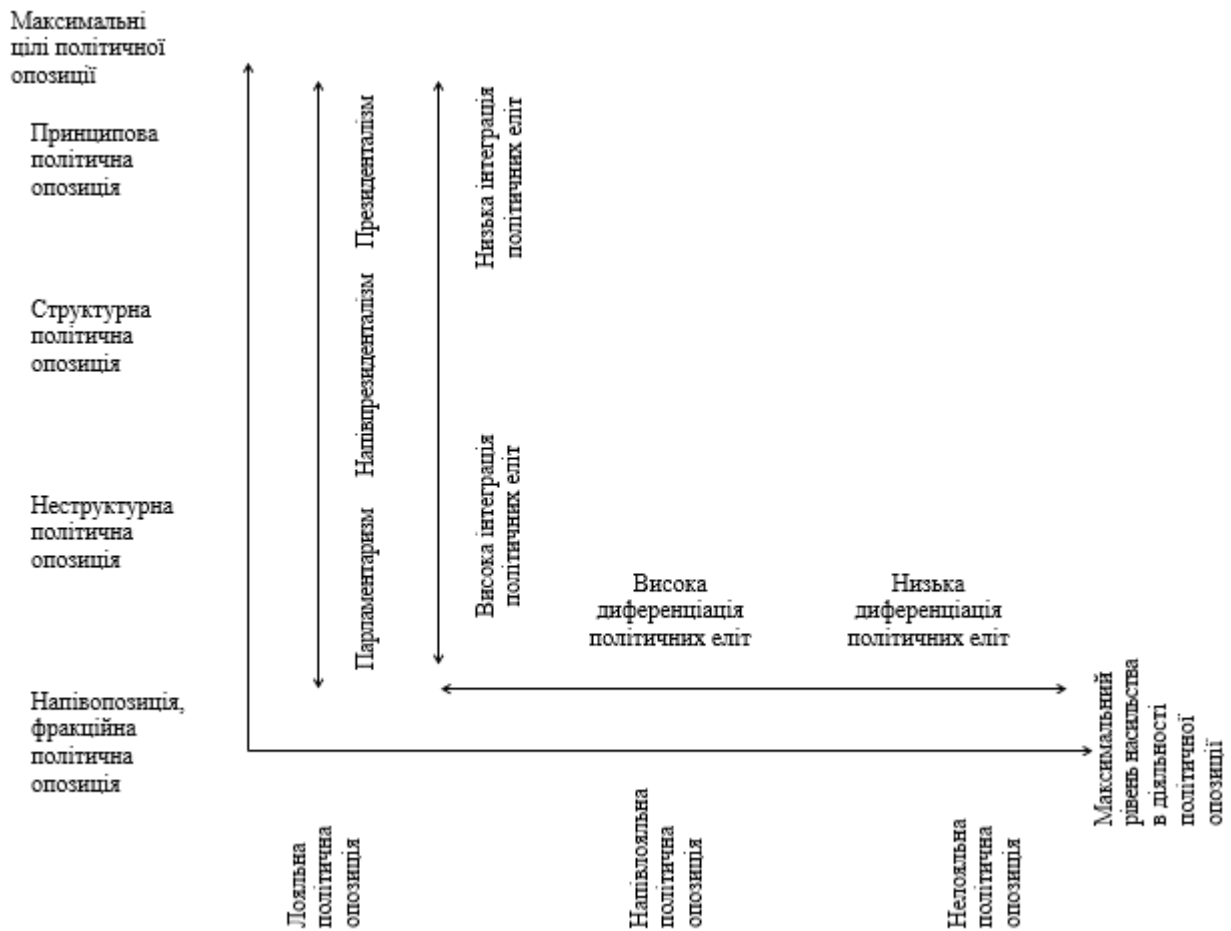 Максимальні
цілі політичної
опозиції
Принципова
політична
опозиція
Структурна
політична
опозиція
Неструктурна
політична
опозиція
Напівопозиція,
фракційна
політична
опозиція
Президенталізм
Напівпрезиденталізм
Парламентаризм
Низька інтеграція
політичних еліт
Висока інтеграція
політичних еліт
Висока
диференціація
політичних еліт
Низька
диференціація
політичних еліт
Максимальний
рівень насильства
в діяльності
політичної
опозиції
Лояльна
політична
опозиція
Напівлояльна
політична
опозиція
Нелояльна
політична
опозиція